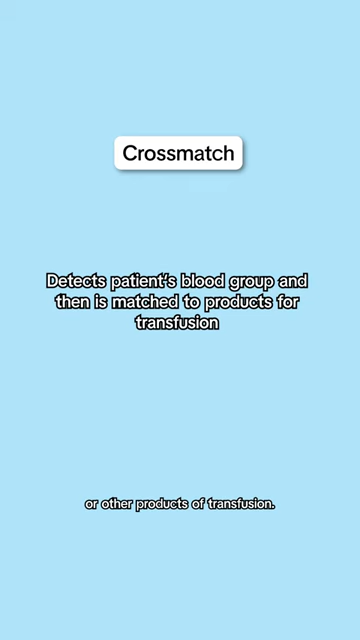 Crossmatch
Detects patient's blood group and
then is matched to products for
transfusion
or other products of transfusion.